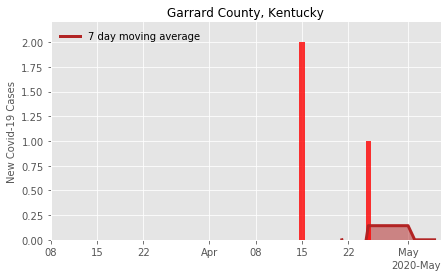 Garrard County, Kentucky
7 day moving average
New Covid-19 Cases
2.00
1.75
1.50
1.25
1.00
0.75
0.50
0.25
0.00
08 15 22 Apr 08 15 22 May
2020-May